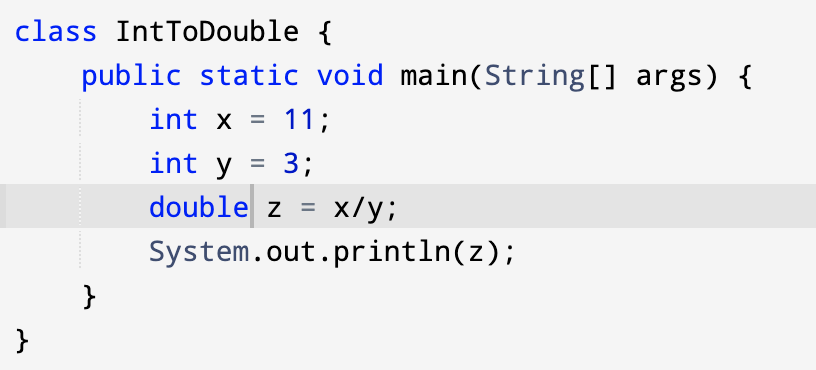 class IntToDouble {
    public static void main(String[] args) {
        int x = 11;
        int y = 3;
        double z = x/y;
        System.out.println(z);
    }
}